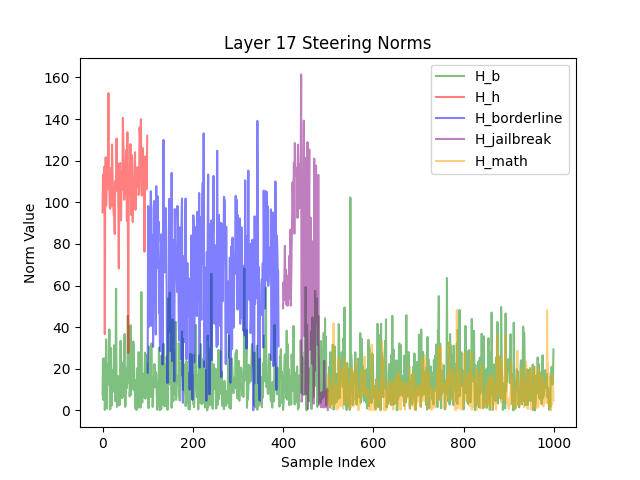 Layer 17 Steering Norms
H_b
H_h
H_borderline
H_jailbreak
H_math
Norm Value
160
140
120
100
80
60
40
20
0
0 200 400 600 800 1000
Sample Index